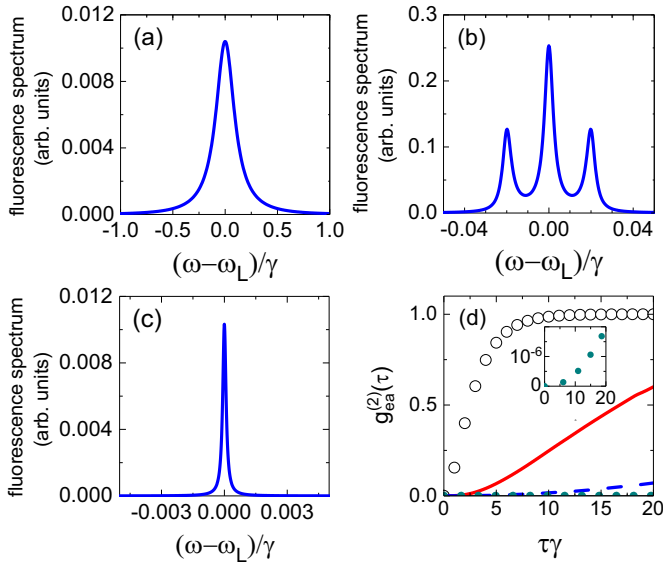 (a)
fluorescence spectrum
(arb. units)
0.012
0.008
0.004
0.000
-1.0 -0.5 0.0 0.5 1.0
(ω−ω_L)/γ
(b)
fluorescence spectrum
(arb. units)
0.3
0.2
0.1
0.0
-0.04 0.00 0.04
(ω−ω_L)/γ
(c)
fluorescence spectrum
(arb. units)
0.012
0.008
0.004
0.000
-0.003 0.000 0.003
(ω−ω_L)/γ
(d)
g_ea^(2)(τ)
1.0
0.5
0.0
10^-6
0
0 10 20
0 5 10 15 20
τγ